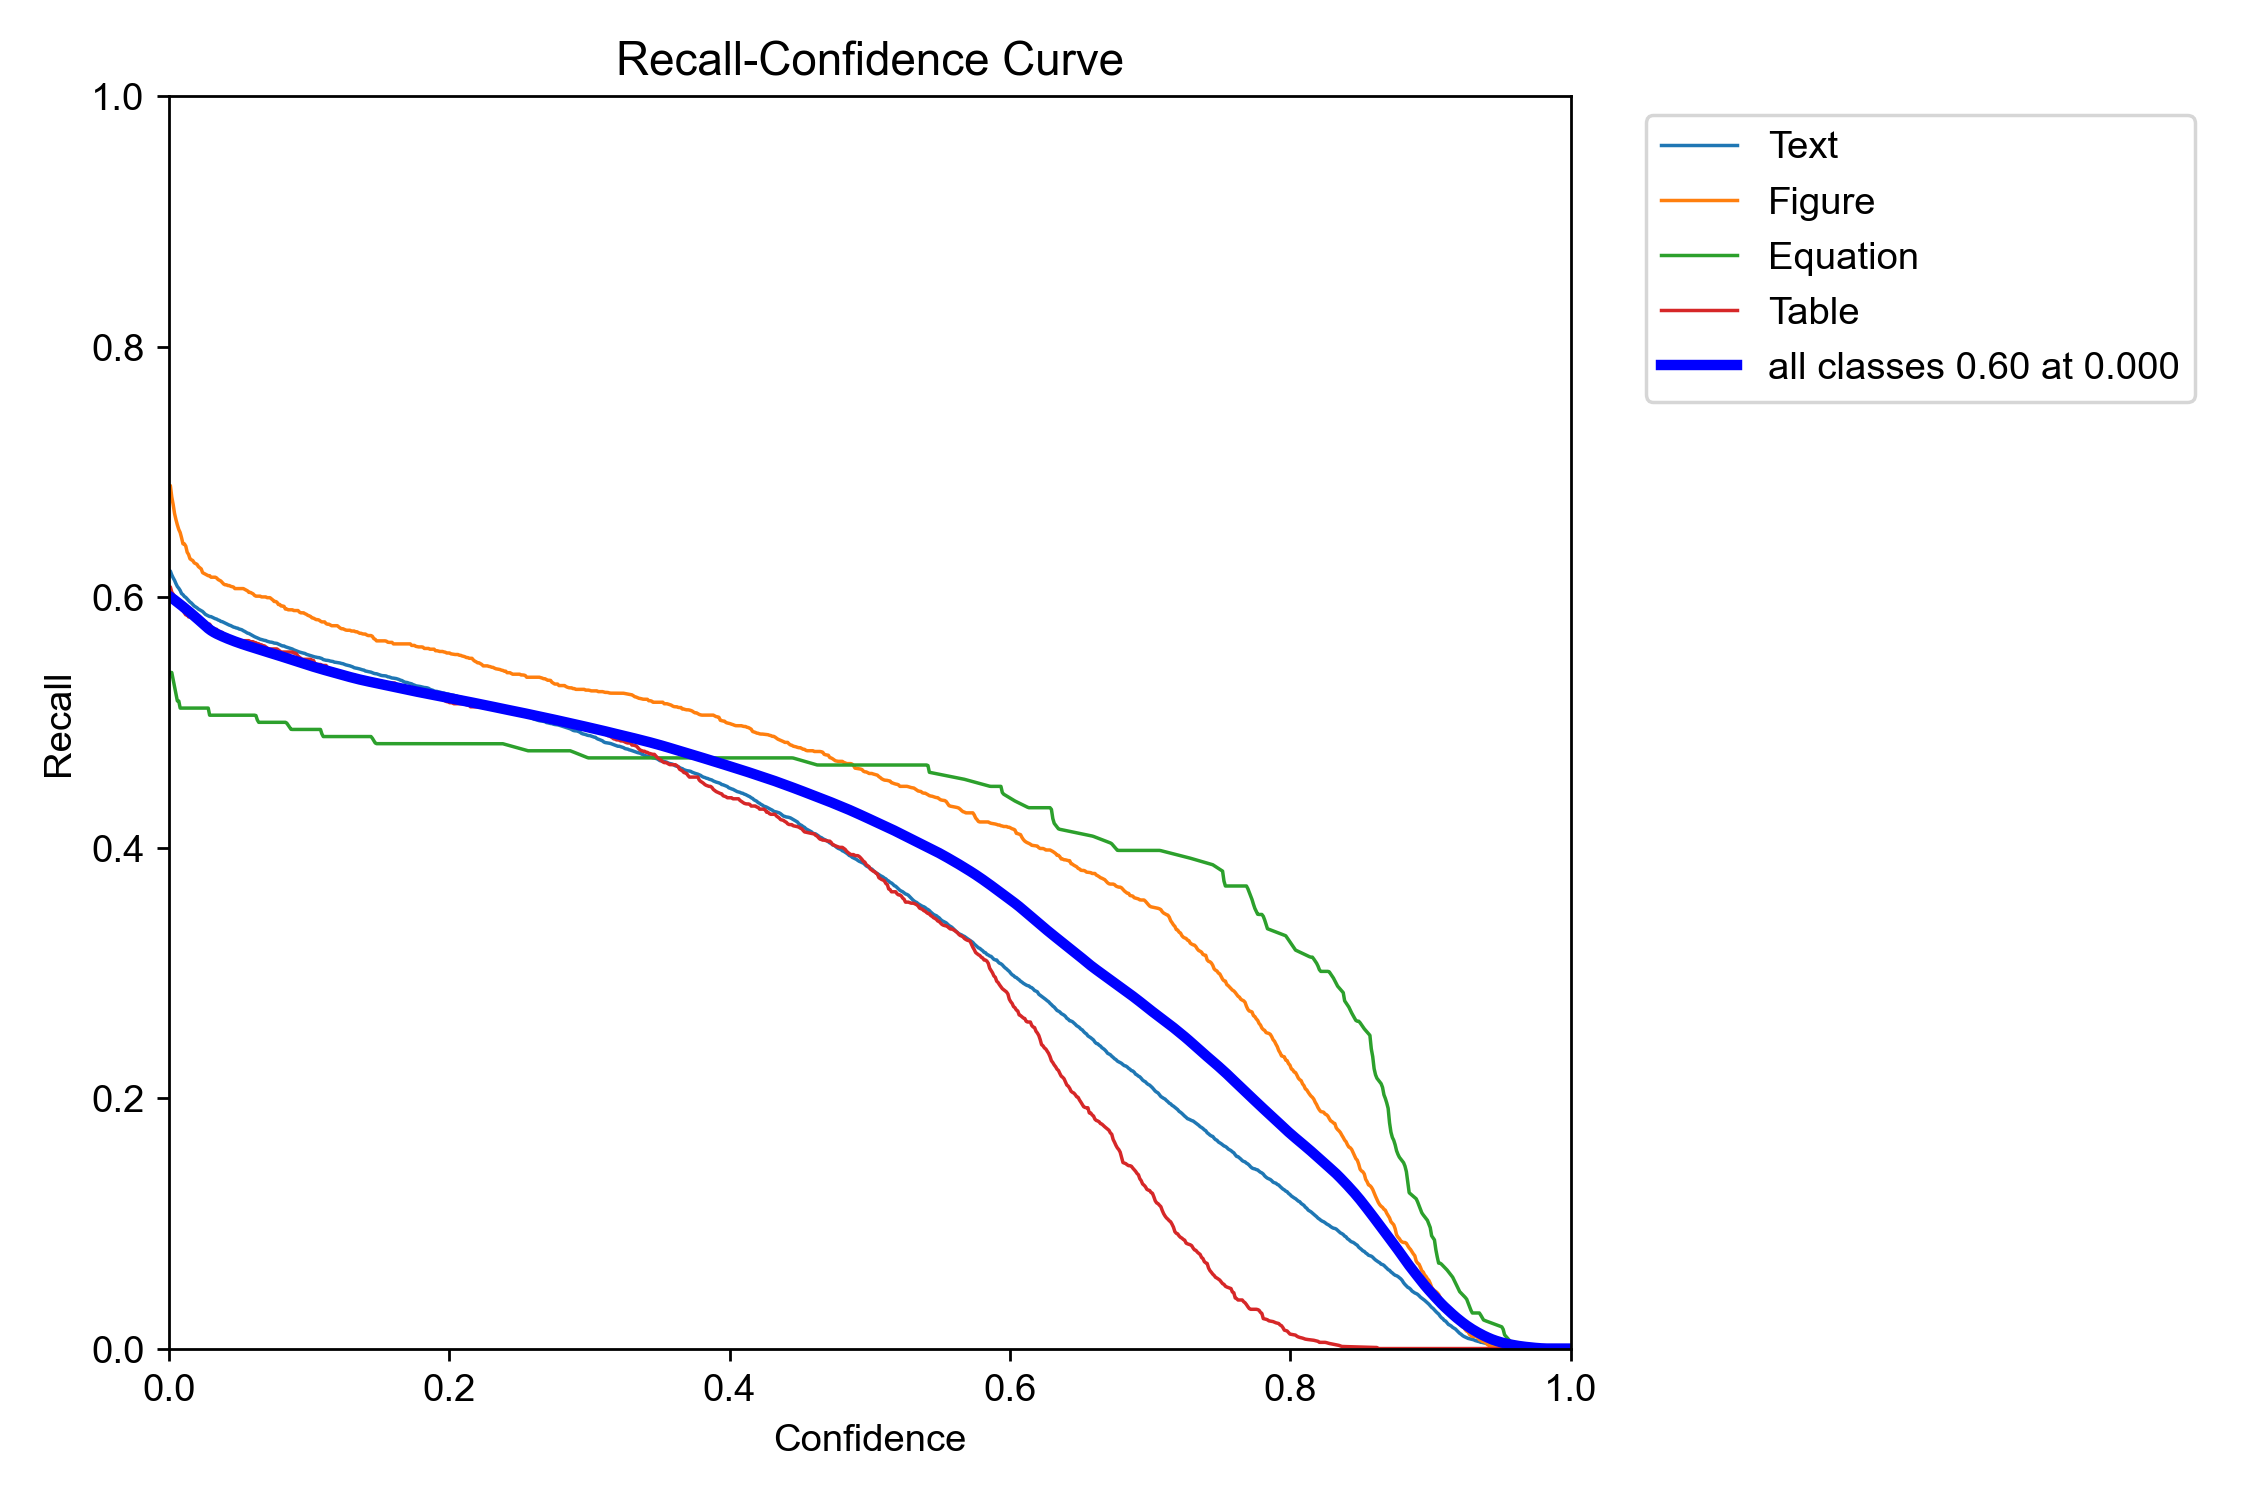 Recall-Confidence Curve
1.0
0.8
0.6
0.4
0.2
0.0
Recall
0.0 0.2 0.4 0.6 0.8 1.0
Confidence
Text
Figure
Equation
Table
all classes 0.60 at 0.000